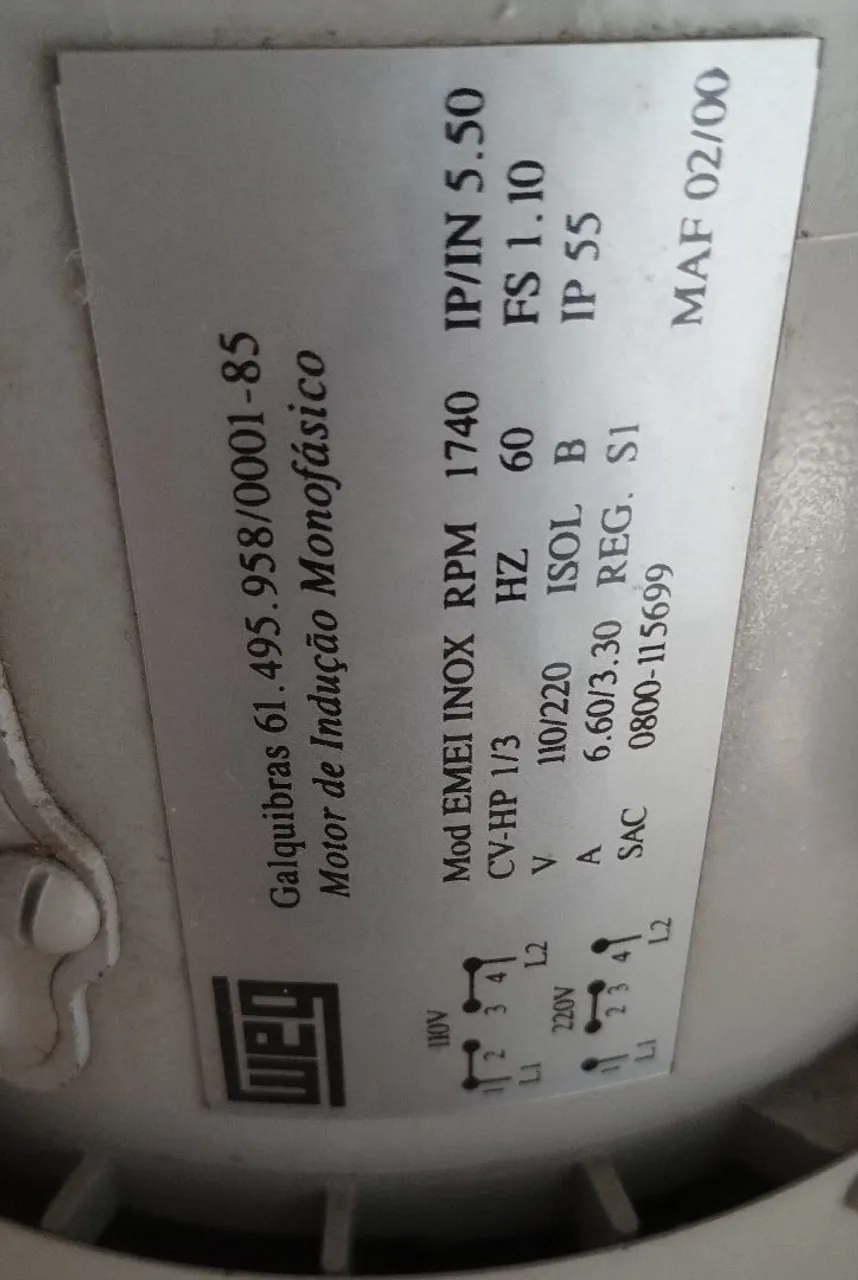 weg
Galquibras 61.495.958/0001-85
Motor de Indução Monofásico
Mod EMEI INOX RPM 1740 IP/IN 5.50
CV-HP 1/3 HZ 60 FS 1.10
V 110/220 ISOL B IP 55
A 6.60/3.30 REG. S1
SAC 0800-115699
MAF 02/00
110V
1 2 3 4
L1 L2
220V
1 2 3 4
L1 L2